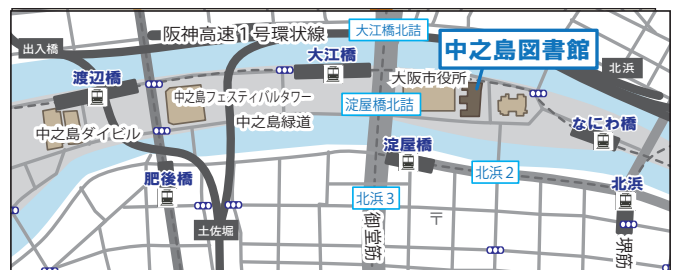 阪神高速1号環状線
大江橋北詰
中之島図書館
出入橋
大江橋
北浜
渡辺橋
大阪市役所
中之島フェスティバルタワー
淀屋橋北詰
中之島緑道
なにわ橋
中之島ダイビル
淀屋橋
肥後橋
北浜2
北浜
北浜3
土佐堀
御堂筋
〒
堺筋